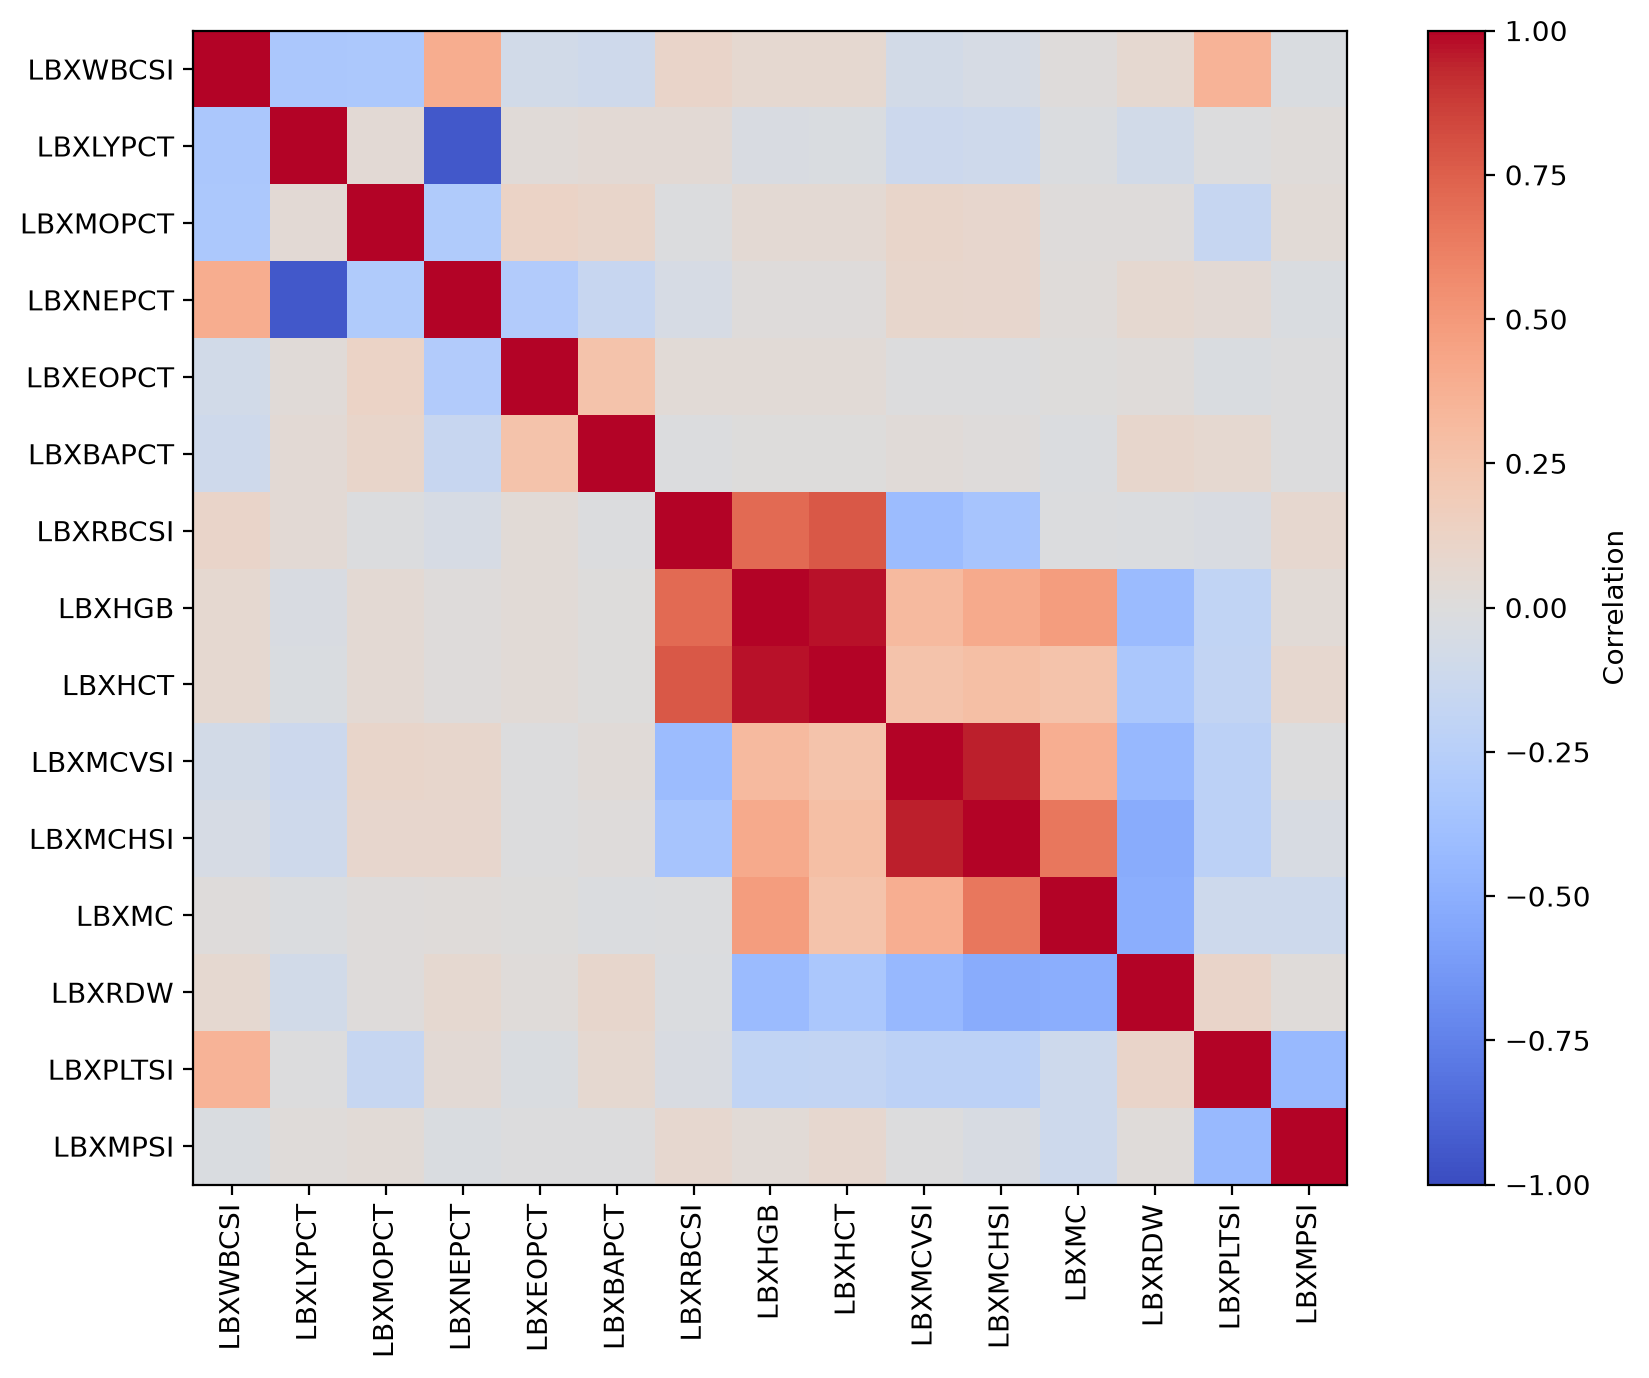 LBXWBCSI
LBXLYPCT
LBXMOPCT
LBXNEPCT
LBXEOPCT
LBXBAPCT
LBXRBCSI
LBXHGB
LBXHCT
LBXMCVSI
LBXMCHSI
LBXMC
LBXRDW
LBXPLTSI
LBXMPSI
LBXWBCSI
LBXLYPCT
LBXMOPCT
LBXNEPCT
LBXEOPCT
LBXBAPCT
LBXRBCSI
LBXHGB
LBXHCT
LBXMCVSI
LBXMCHSI
LBXMC
LBXRDW
LBXPLTSI
LBXMPSI
1.00
0.75
0.50
0.25
0.00
−0.25
−0.50
−0.75
−1.00
Correlation